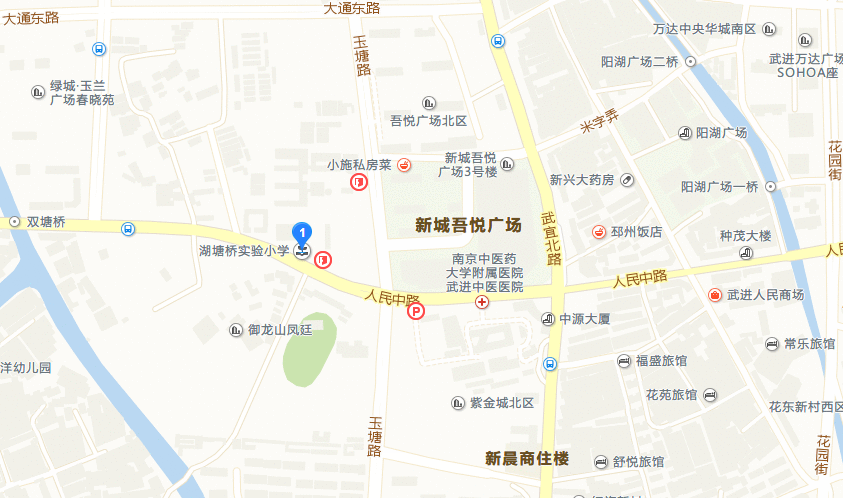 大通东路
大通东路
万达中央华城南区
玉塘路
武进万达广场
SOHOA座
阳湖广场二桥
绿城·玉兰
广场春晓苑
吾悦广场北区
米字弄
阳湖广场
花园街
小施私房菜
新城吾悦
广场3号楼
新兴大药房
阳湖广场一桥
双塘桥
1
新城吾悦广场
武宜北路
邳州饭店
种茂大楼
湖塘桥实验小学
南京中医药
大学附属医院
武进中医医院
人民中路
人民中路
P
武进人民商场
御龙山凤廷
中源大厦
常乐旅馆
洋幼儿园
福盛旅馆
花苑旅馆
紫金城北区
花东新村西区
玉塘路
花园街
新晨商住楼
舒悦旅馆